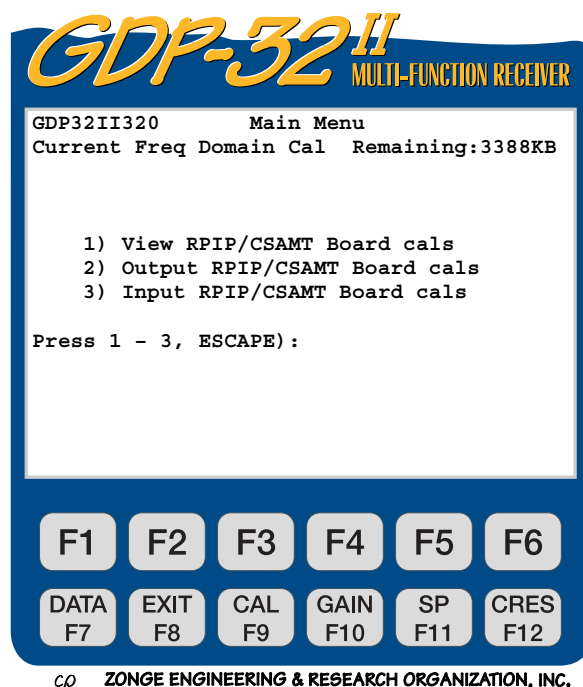 GDP-32 II
MULTI-FUNCTION RECEIVER
GDP32II320 Main Menu
Current Freq Domain Cal Remaining:3388KB
1) View RPIP/CSAMT Board cals
2) Output RPIP/CSAMT Board cals
3) Input RPIP/CSAMT Board cals
Press 1 – 3, ESCAPE):
F1 F2 F3 F4 F5 F6
DATA EXIT CAL GAIN SP CRES
F7 F8 F9 F10 F11 F12
ZONGE ENGINEERING & RESEARCH ORGANIZATION, INC.